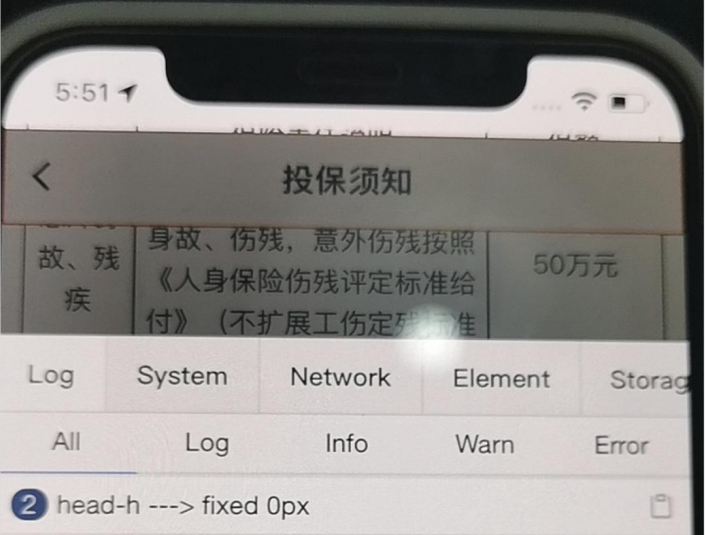 5:51
投保须知
故、残
疾
身故、伤残，意外伤残按照
《人身保险伤残评定标准给
付》（不扩展工伤定残标准
50万元
Log System Network Element Storag
All Log Info Warn Error
2 head-h ---> fixed 0px